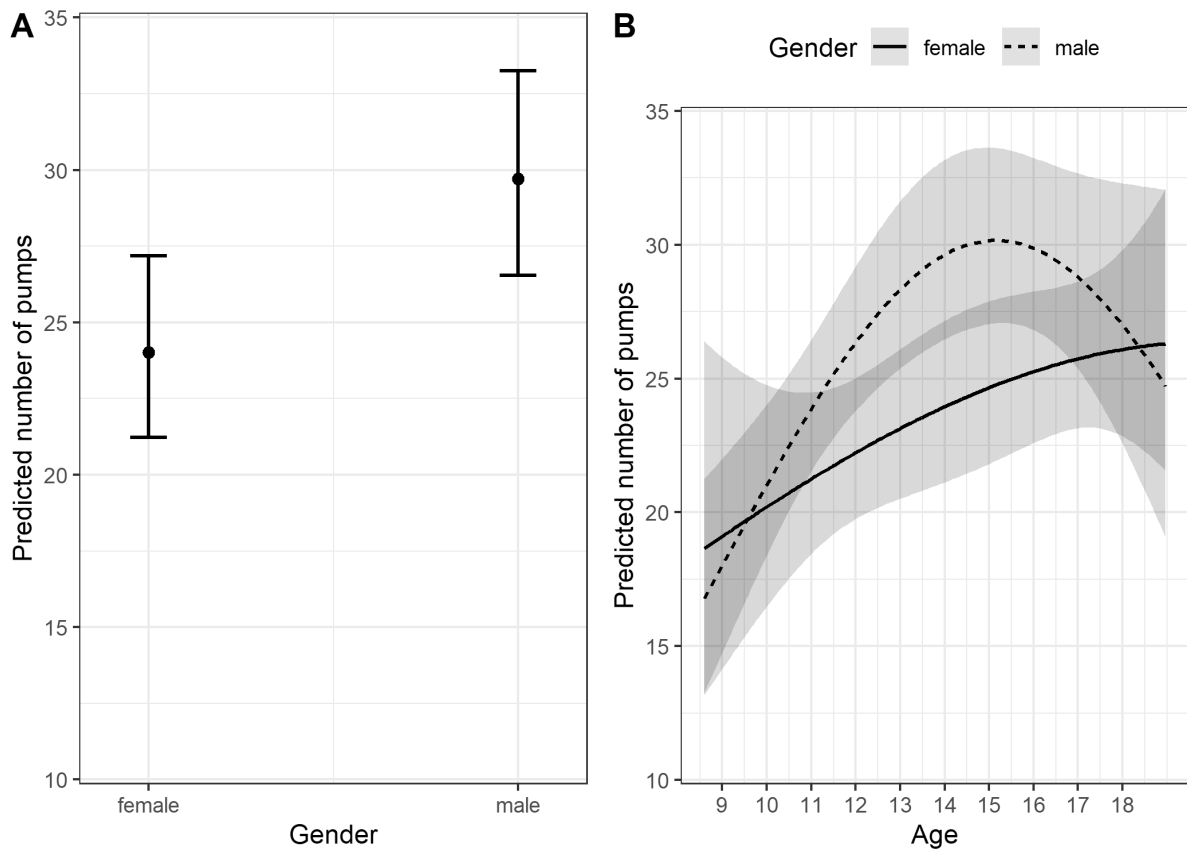 A
Predicted number of pumps
35
30
25
20
15
10
female male
Gender
B
Gender female male
Predicted number of pumps
35
30
25
20
15
10
9 10 11 12 13 14 15 16 17 18
Age